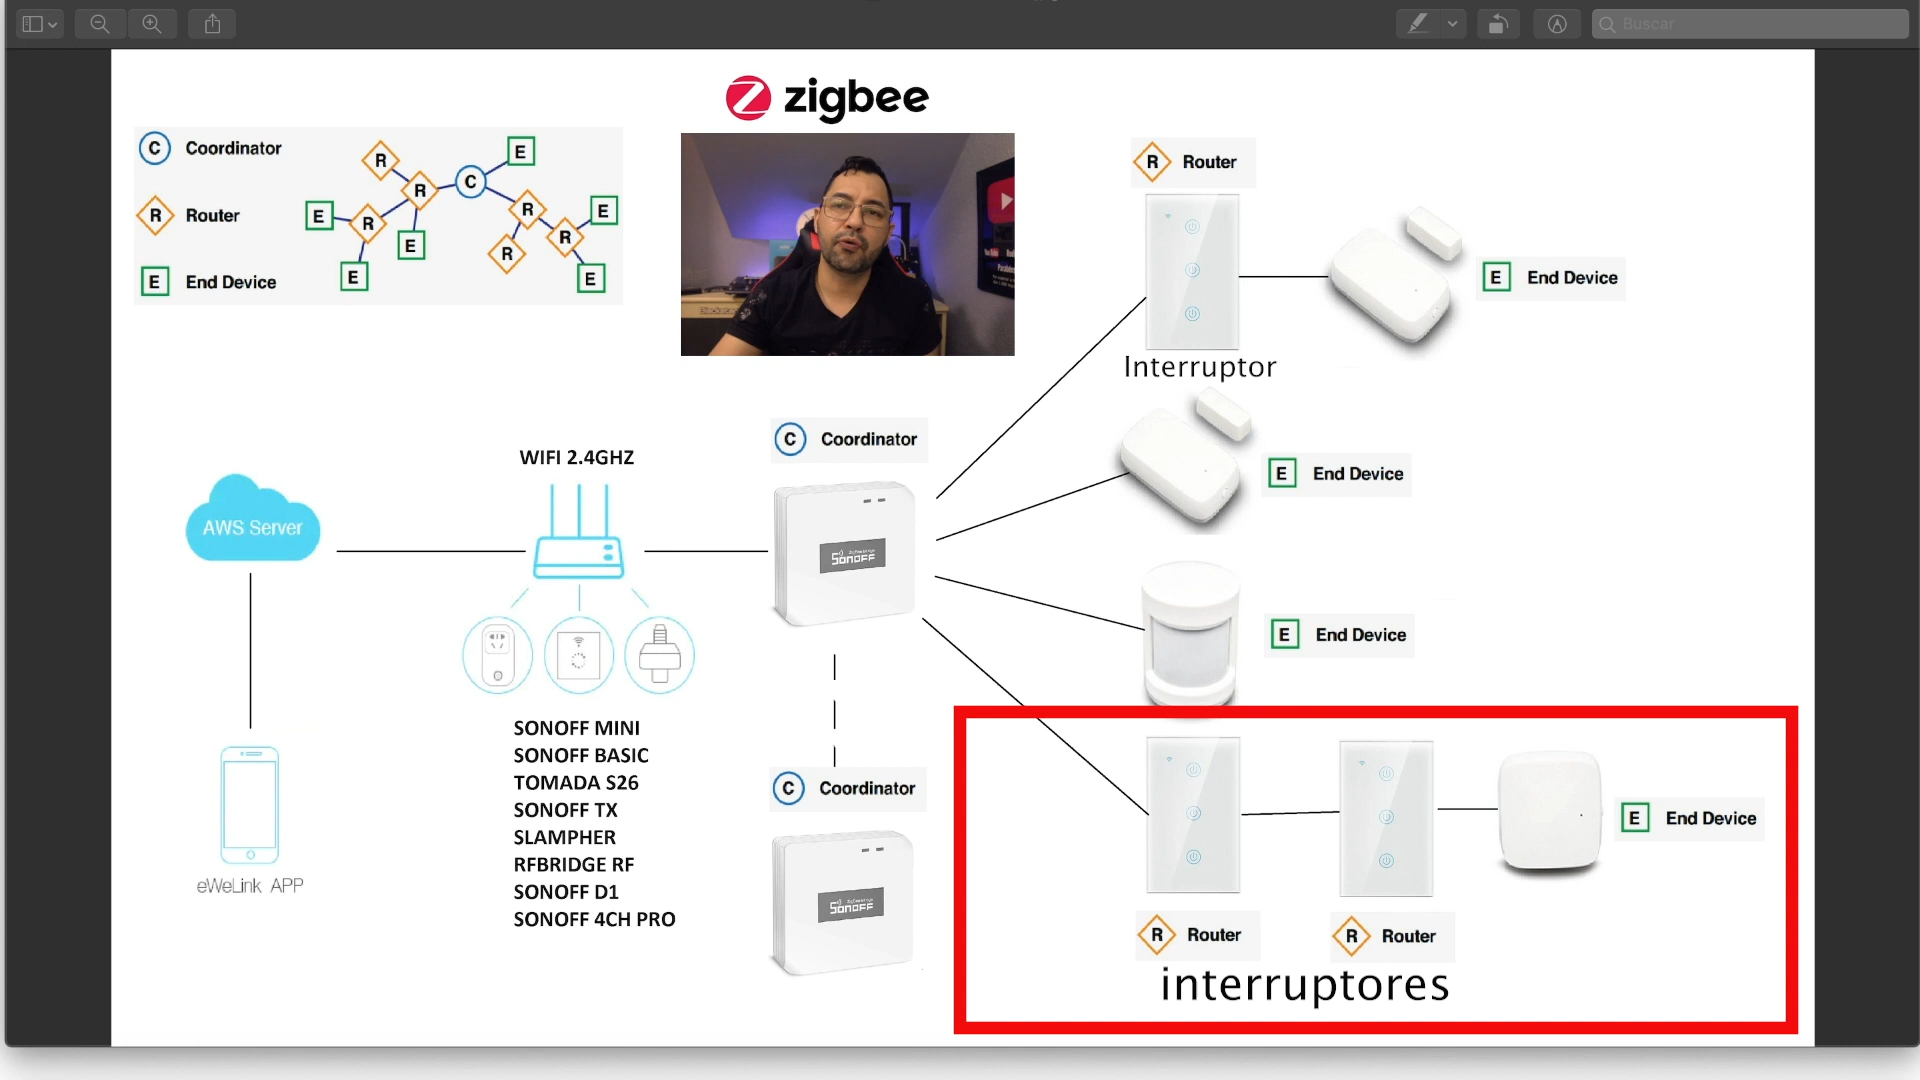 Buscar
zigbee
C Coordinator
R Router
E End Device
R
E
C
R
E
R
R
E
R
E
R
E
E
R Router
E End Device
Interruptor
C Coordinator
WIFI 2.4GHZ
E End Device
AWS Server
SONOFF
E End Device
SONOFF MINI
SONOFF BASIC
TOMADA S26
SONOFF TX
SLAMPHER
RFBRIDGE RF
SONOFF D1
SONOFF 4CH PRO
eWeLink APP
C Coordinator
SONOFF
E End Device
R Router
R Router
interruptores